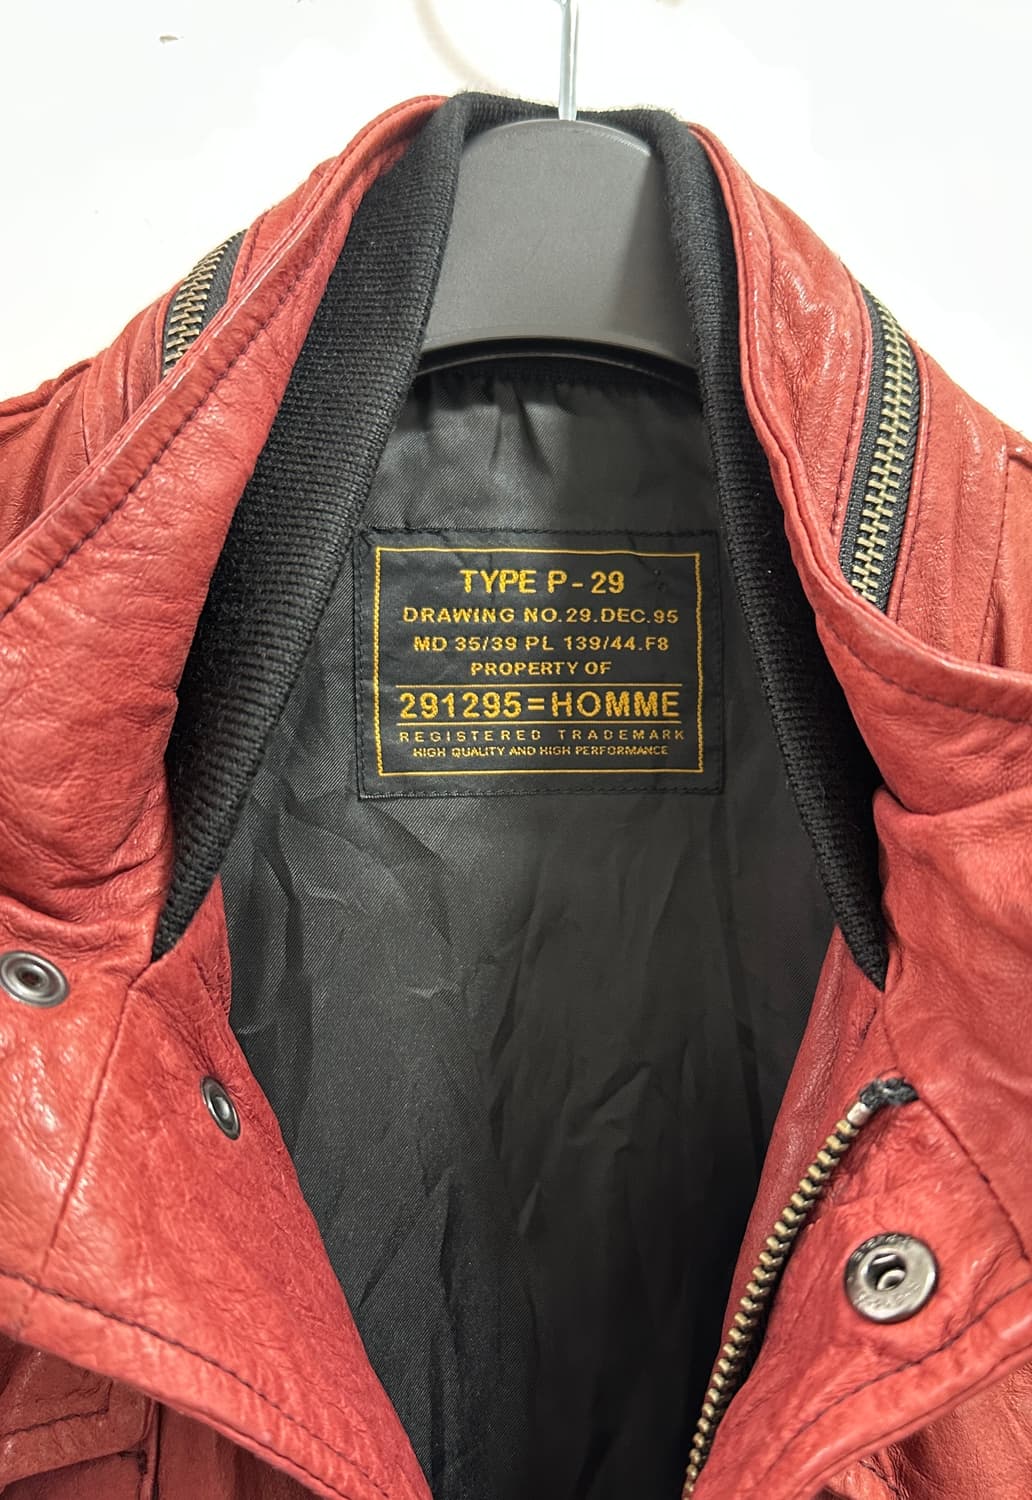 TYPE P-29
DRAWING NO.29.DEC.95
MD 35/39 PL 139/44.F8
PROPERTY OF
291295=HOMME
REGISTERED TRADEMARK
HIGH QUALITY AND HIGH PERFORMANCE